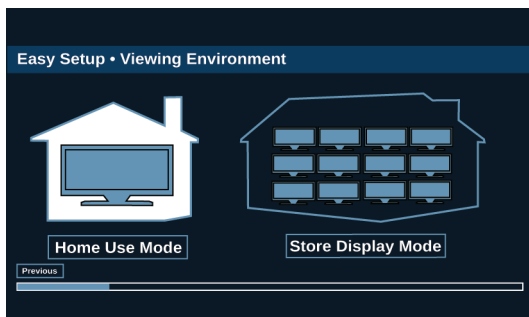 Easy Setup • Viewing Environment
Home Use Mode
Store Display Mode
Previous